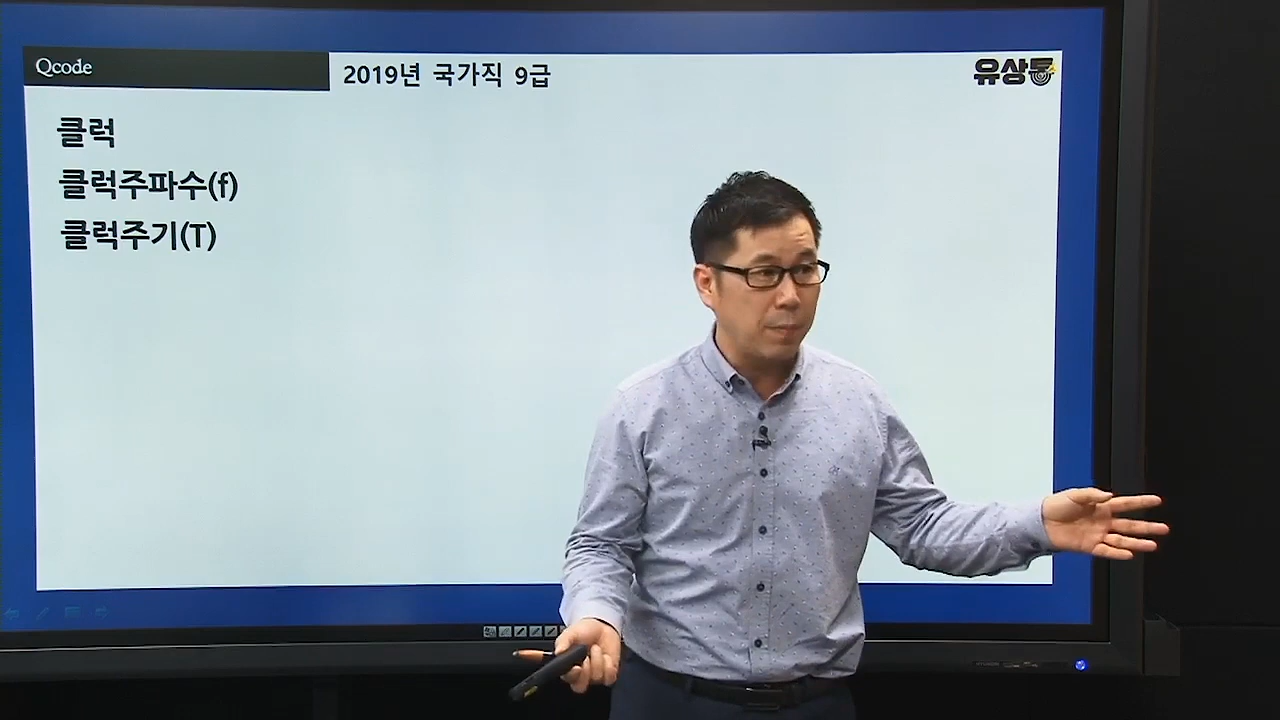 Qcode
2019년 국가직 9급
유상통
클럭
클럭주파수(f)
클럭주기(T)